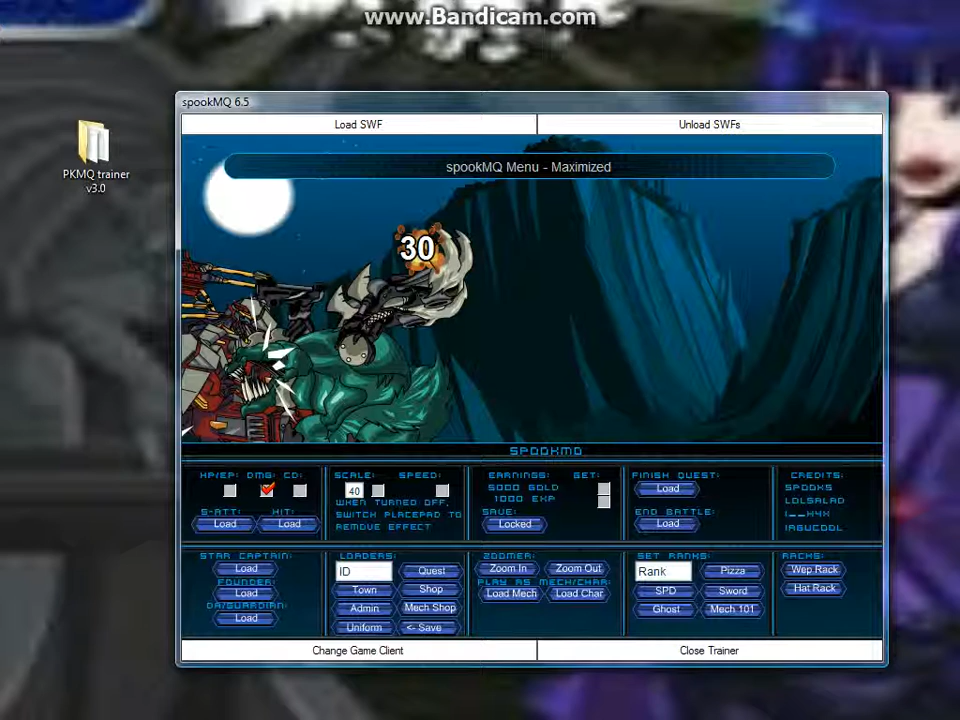 www.Bandicam.com
spookMQ 6.5
Load SWF
Unload SWFs
spookMQ Menu - Maximized
30
PKMQ trainer
v3.0
SPOOKMQ
HP/EP: DMG: CD:
SCALE: SPEED:
EARNINGS: GET:
FINISH QUEST:
CREDITS:
40
5000 GOLD
1000 EXP
Load
SPOOKS
LOLSALAD
I__H4X
IAGUCOOL
WHEN TURNED OFF,
SWITCH PLACEPAD TO
REMOVE EFFECT
S-ATT: HIT:
SAVE:
END BATTLE:
Load Load
Locked
Load
STAR CAPTAIN:
LOADERS:
ZOOMER:
SET RANKS:
RACKS:
Load
ID
Quest
Zoom In Zoom Out
Rank
Pizza
Wep Rack
FOUNDER:
PLAY AS MECH/CHAR:
Load
Town
Shop
Load Mech Load Char
SPD
Sword
Hat Rack
DA/GUARDIAN:
Admin
Mech Shop
Ghost
Mech 101
Load
Uniform
<- Save
Change Game Client
Close Trainer